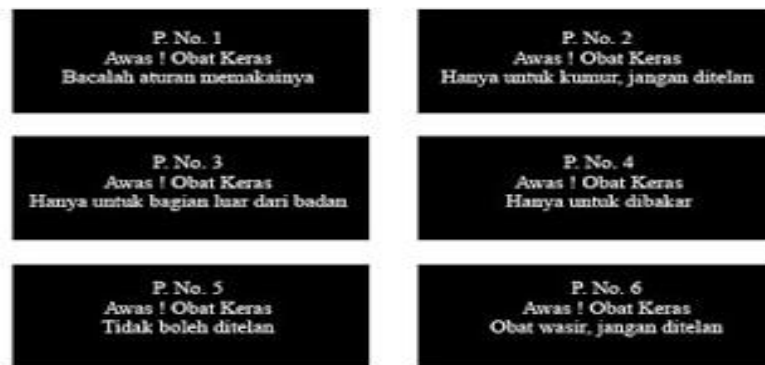 P. No. 1
Awas ! Obat Keras
Bacalah aturan memakainya
P. No. 2
Awas ! Obat Keras
Hanya untuk kumur, jangan ditelan
P. No. 3
Awas ! Obat Keras
Hanya untuk bagian luar dari badan
P. No. 4
Awas ! Obat Keras
Hanya untuk dibakar
P. No. 5
Awas ! Obat Keras
Tidak boleh ditelan
P. No. 6
Awas ! Obat Keras
Obat wasir, jangan ditelan